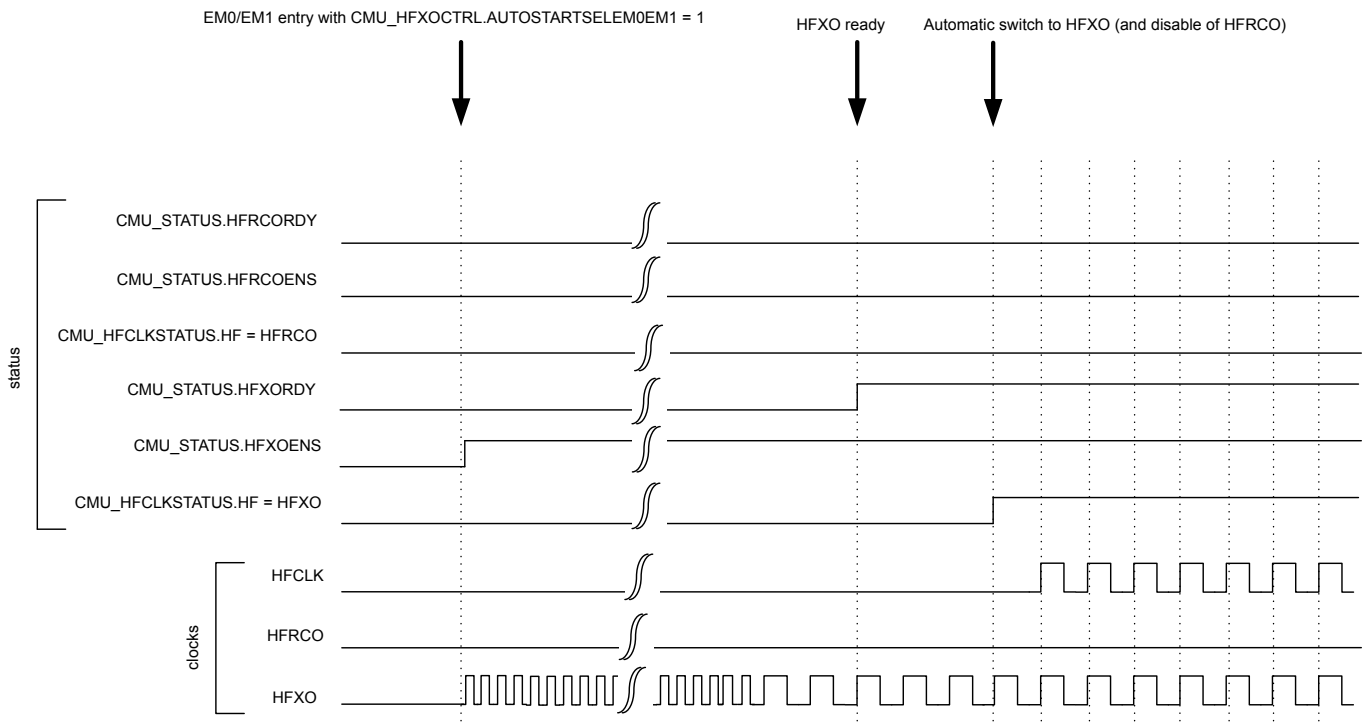 EM0/EM1 entry with CMU_HFXOCTRL.AUTOSTARTSELEM0EM1 = 1
HFXO ready
Automatic switch to HFXO (and disable of HFRCO)
status
CMU_STATUS.HFRCORDY
CMU_STATUS.HFRCOENS
CMU_HFCLKSTATUS.HF = HFRCO
CMU_STATUS.HFXORDY
CMU_STATUS.HFXOENS
CMU_HFCLKSTATUS.HF = HFXO
clocks
HFCLK
HFRCO
HFXO